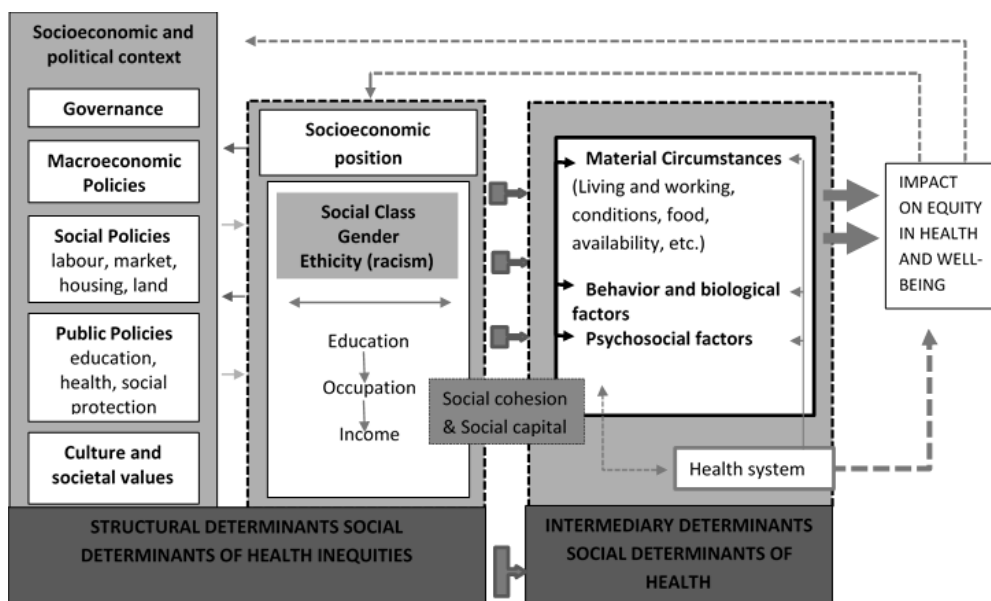 Socioeconomic and
political context
Governance
Macroeconomic
Policies
Social Policies
labour, market,
housing, land
Public Policies
education,
health, social
protection
Culture and
societal values
Socioeconomic
position
Social Class
Gender
Ethicity (racism)
Education
Occupation
Income
Social cohesion
& Social capital
Material Circumstances
(Living and working,
conditions, food,
availability, etc.)
Behavior and biological
factors
Psychosocial factors
Health system
IMPACT
ON EQUITY
IN HEALTH
AND WELL-
BEING
STRUCTURAL DETERMINANTS SOCIAL
DETERMINANTS OF HEALTH INEQUITIES
INTERMEDIARY DETERMINANTS
SOCIAL DETERMINANTS OF
HEALTH